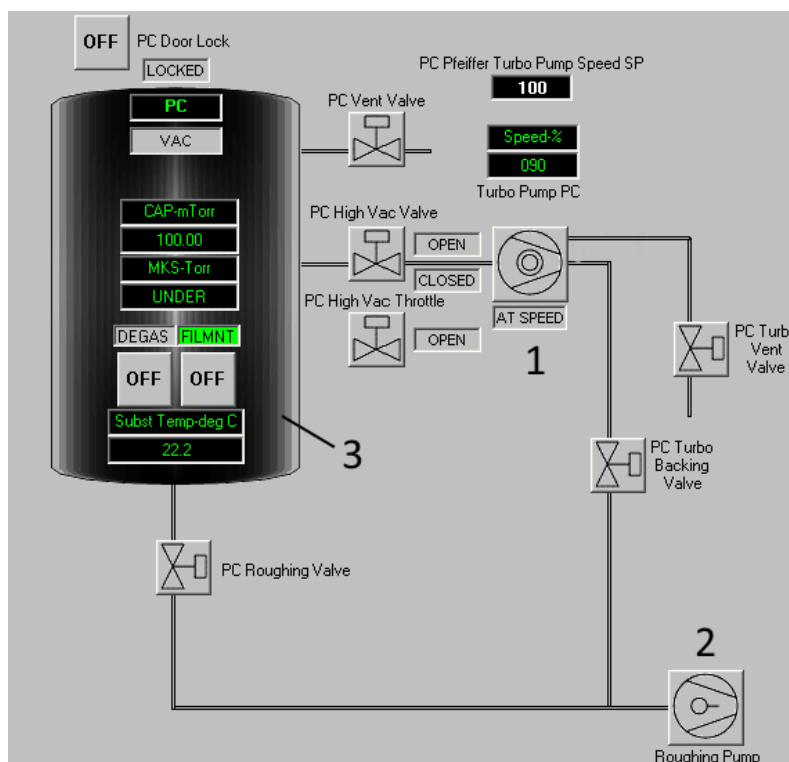 OFF
PC Door Lock
LOCKED
PC
VAC
CAP-mTorr
100.00
MKS-Torr
UNDER
DEGAS FILMNT
OFF OFF
Subst Temp-deg C
22.2
3
PC Vent Valve
PC Pfeiffer Turbo Pump Speed SP
100
Speed-%
090
Turbo Pump PC
PC High Vac Valve
OPEN
CLOSED
PC High Vac Throttle
OPEN
AT SPEED
1
PC Turb
Vent
Valve
PC Turbo
Backing
Valve
PC Roughing Valve
2
Roughing Pump